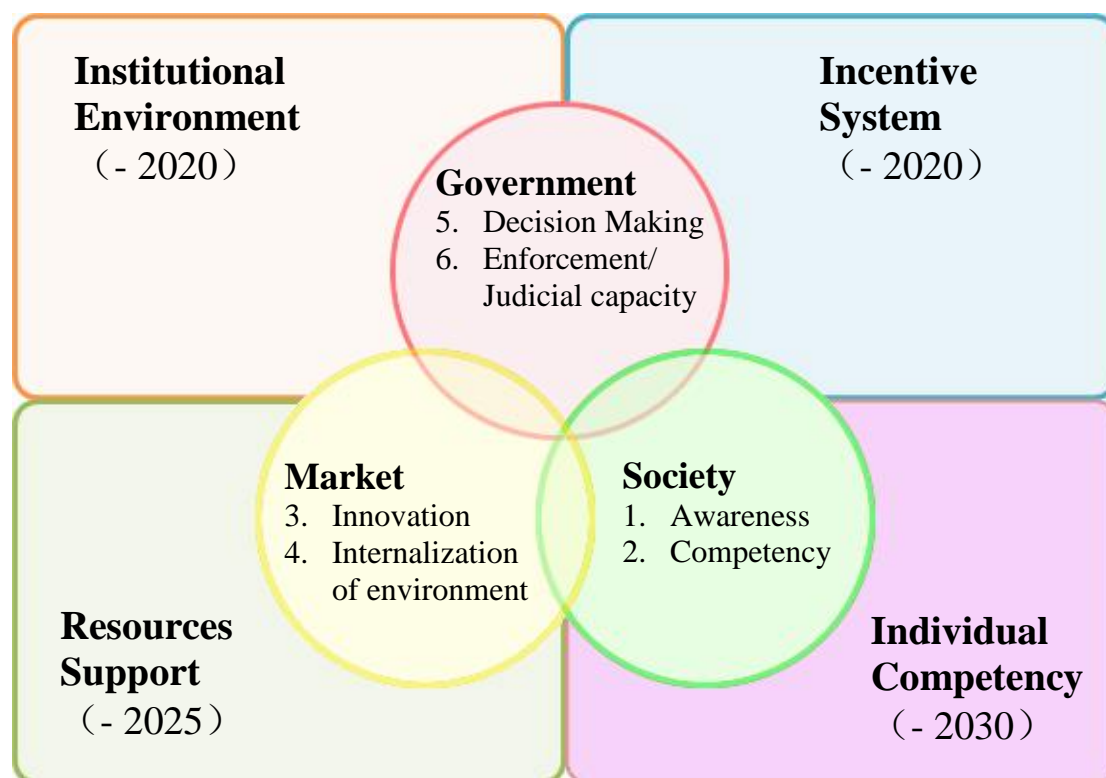 Institutional
Environment
（- 2020）
Incentive
System
（- 2020）
Government
5. Decision Making
6. Enforcement/
Judicial capacity
Market
3. Innovation
4. Internalization
of environment
Society
1. Awareness
2. Competency
Resources
Support
（- 2025）
Individual
Competency
（- 2030）